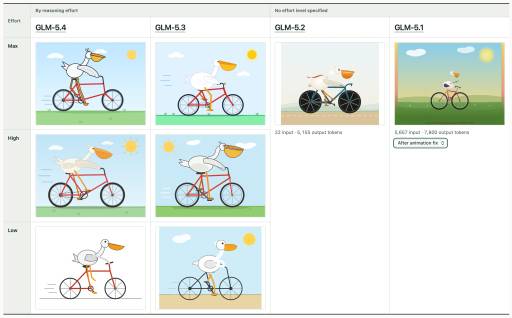 By reasoning effort
No effort level specified
Effort
GLM-5.4
GLM-5.3
GLM-5.2
GLM-5.1
Max
22 input · 5,155 output tokens
5,657 input · 7,800 output tokens
After animation fix
High
Low